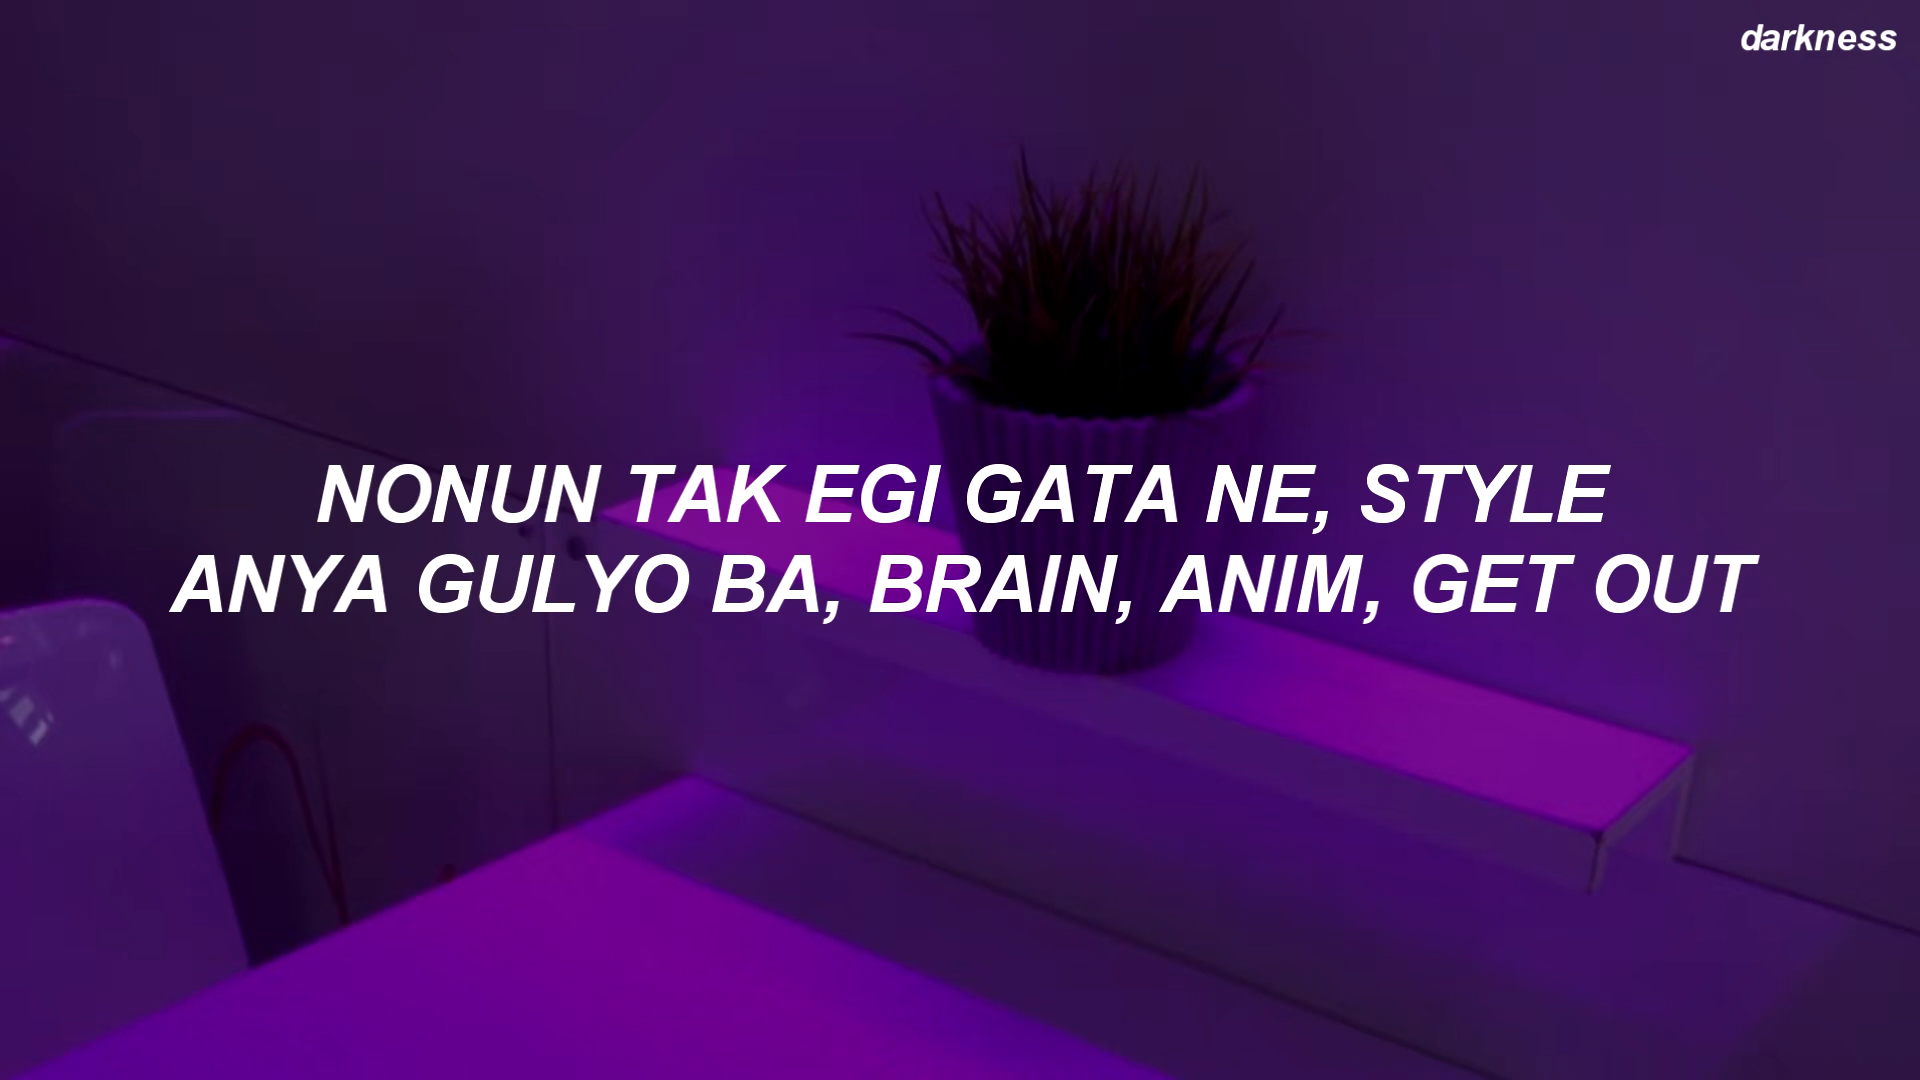 darkness
NONUN TAK EGI GATA NE, STYLE
ANYA GULYO BA, BRAIN, ANIM, GET OUT